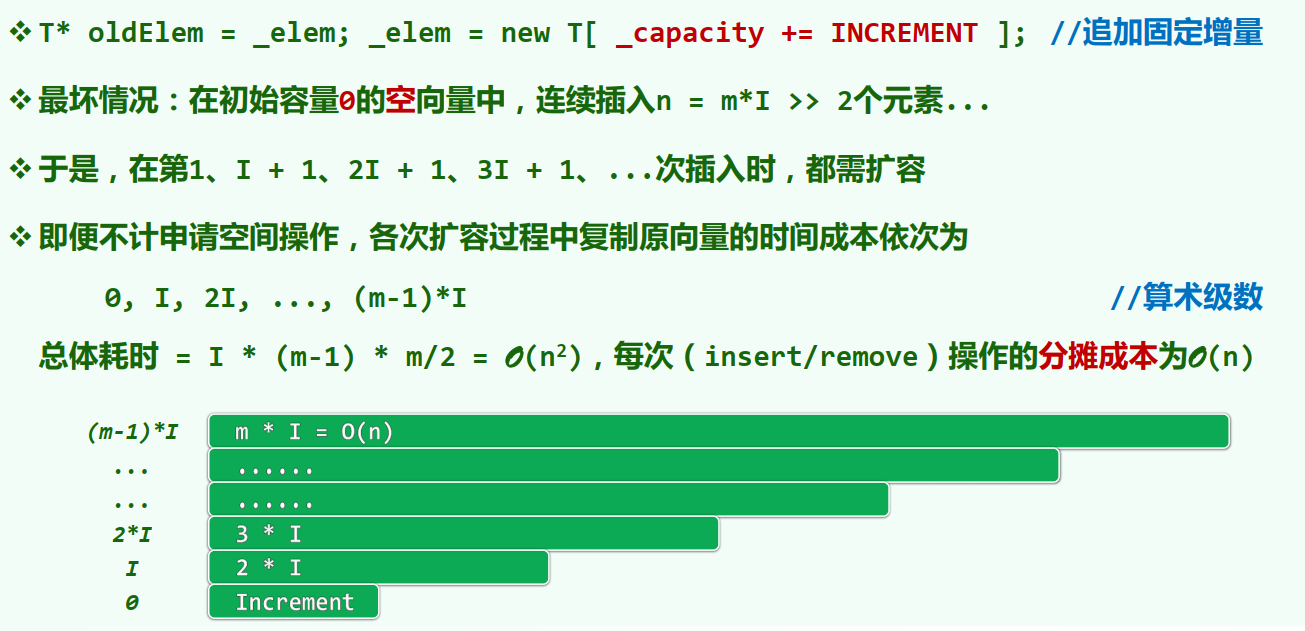 ❖ T* oldElem = _elem; _elem = new T[ _capacity += INCREMENT ]; //追加固定增量
❖ 最坏情况：在初始容量0的空向量中，连续插入n = m*I >> 2个元素...
❖ 于是，在第1、I + 1、2I + 1、3I + 1、...次插入时，都需扩容
❖ 即便不计申请空间操作，各次扩容过程中复制原向量的时间成本依次为
0, I, 2I, ..., (m-1)*I //算术级数
总体耗时 = I * (m-1) * m/2 = 𝒪(n²)，每次（insert/remove）操作的分摊成本为𝒪(n)
(m-1)*I m * I = O(n)
... ......
... ......
2*I 3 * I
I 2 * I
0 Increment